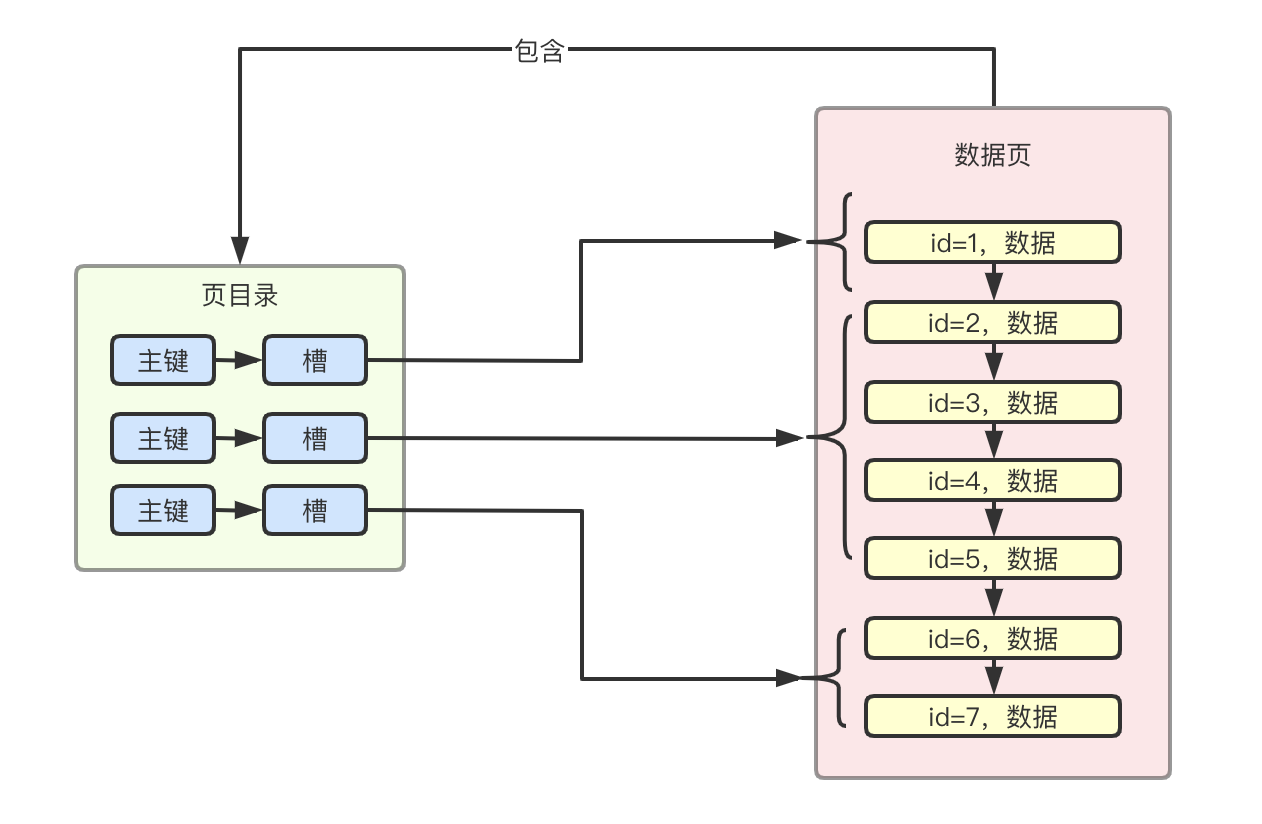 包含
数据页
页目录
主键 槽
主键 槽
主键 槽
id=1，数据
id=2，数据
id=3，数据
id=4，数据
id=5，数据
id=6，数据
id=7，数据